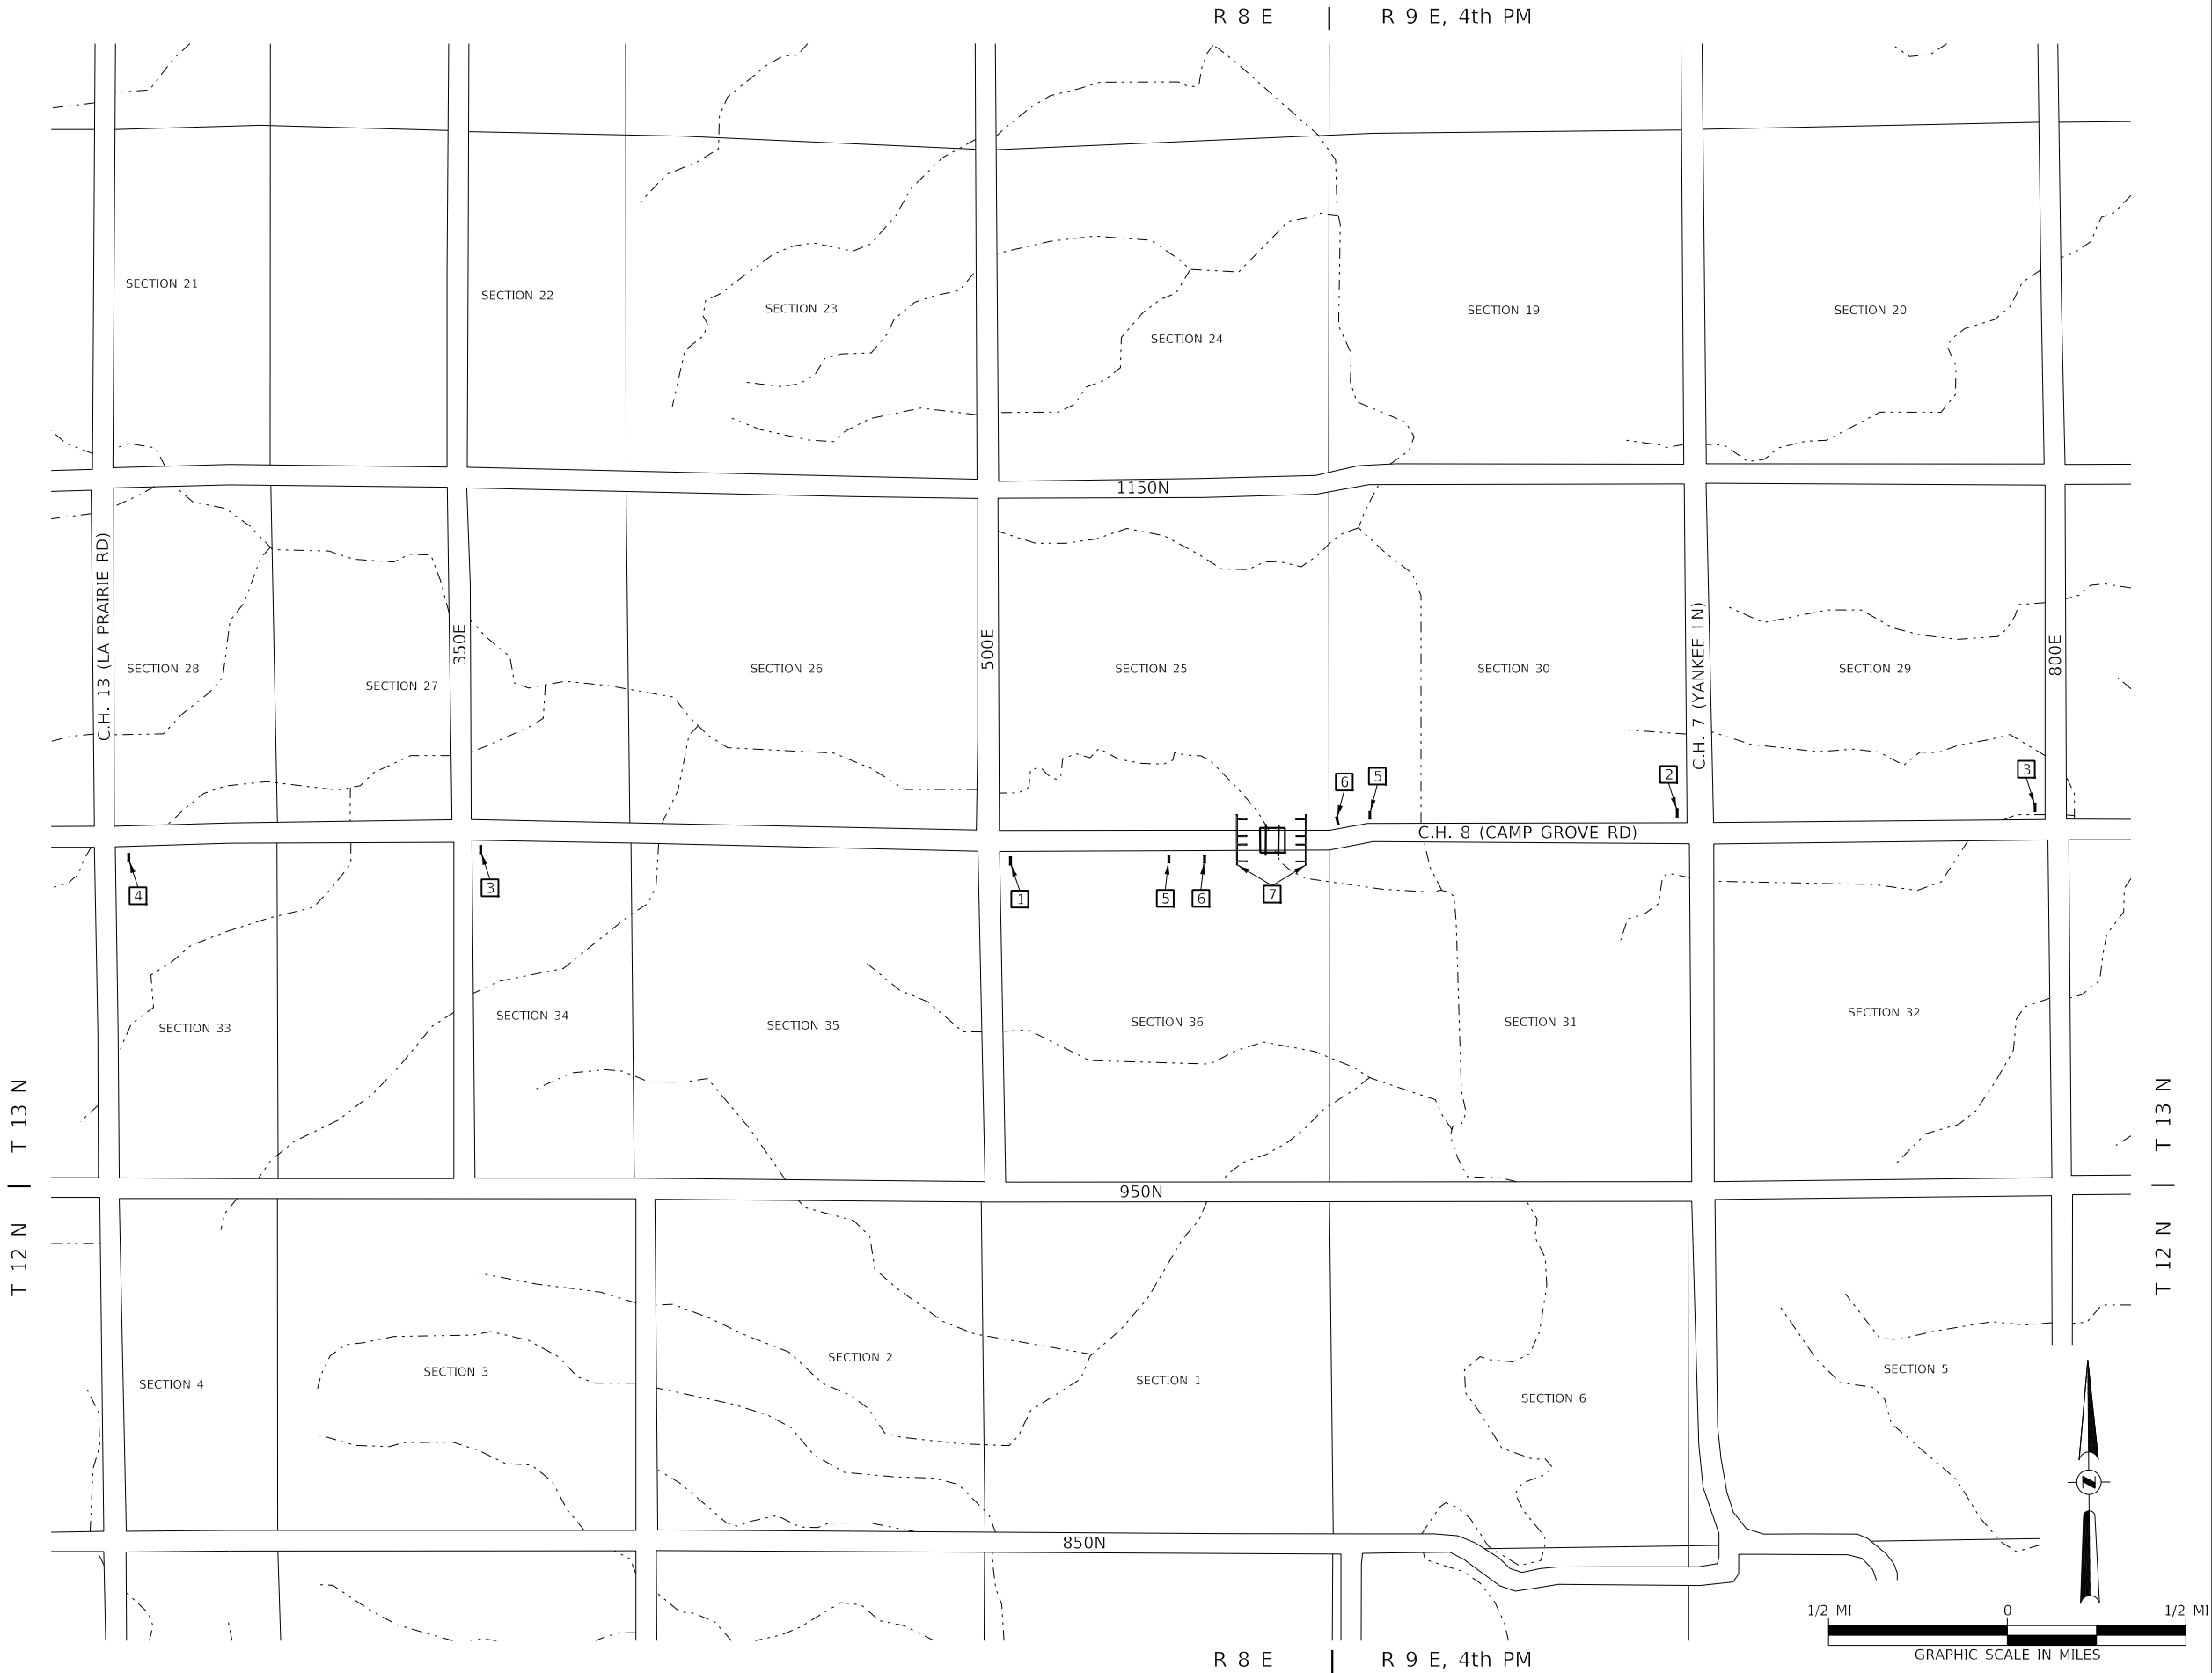 R 8 E | R 9 E, 4th PM
SECTION 21
SECTION 22
SECTION 23
SECTION 24
SECTION 19
SECTION 20
1150N
C.H. 13 (LA PRAIRIE RD)
350E
500E
C.H. 7 (YANKEE LN)
800E
SECTION 28
SECTION 27
SECTION 26
SECTION 25
SECTION 30
SECTION 29
6
5
2
3
C.H. 8 (CAMP GROVE RD)
4
3
1
5
6
7
SECTION 33
SECTION 34
SECTION 35
SECTION 36
SECTION 31
SECTION 32
T 12 N | T 13 N
T 12 N | T 13 N
950N
SECTION 4
SECTION 3
SECTION 2
SECTION 1
SECTION 6
SECTION 5
Z
850N
1/2 MI 0 1/2 MI
GRAPHIC SCALE IN MILES
R 8 E | R 9 E, 4th PM